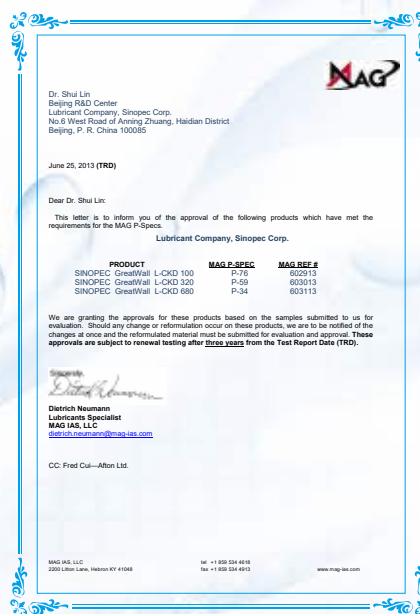 MAG
Dr. Shui Lin
Beijing R&D Center
Lubricant Company, Sinopec Corp.
No.6 West Road of Anning Zhuang, Haidian District
Beijing, P. R. China 100085
June 25, 2013 (TRD)
Dear Dr. Shui Lin:
This letter is to inform you of the approval of the following products which have met the
requirements for the MAG P-Specs.
Lubricant Company, Sinopec Corp.
PRODUCT MAG P-SPEC MAG REF #
SINOPEC GreatWall L-CKD 100 P-76 602913
SINOPEC GreatWall L-CKD 320 P-59 603013
SINOPEC GreatWall L-CKD 680 P-34 603113
We are granting the approvals for these products based on the samples submitted to us for
evaluation. Should any change or reformulation occur on these products, we are to be notified of the
changes at once and the reformulated material must be submitted for evaluation and approval. These
approvals are subject to renewal testing after three years from the Test Report Date (TRD).
Sincerely,
Dietrich Neumann
Dietrich Neumann
Lubricants Specialist
MAG IAS, LLC
dietrich.neumann@mag-ias.com
CC: Fred Cui—Afton Ltd.
MAG IAS, LLC tel +1 859 534 4618
2200 Litton Lane, Hebron KY 41048 fax +1 859 534 4913 www.mag-ias.com